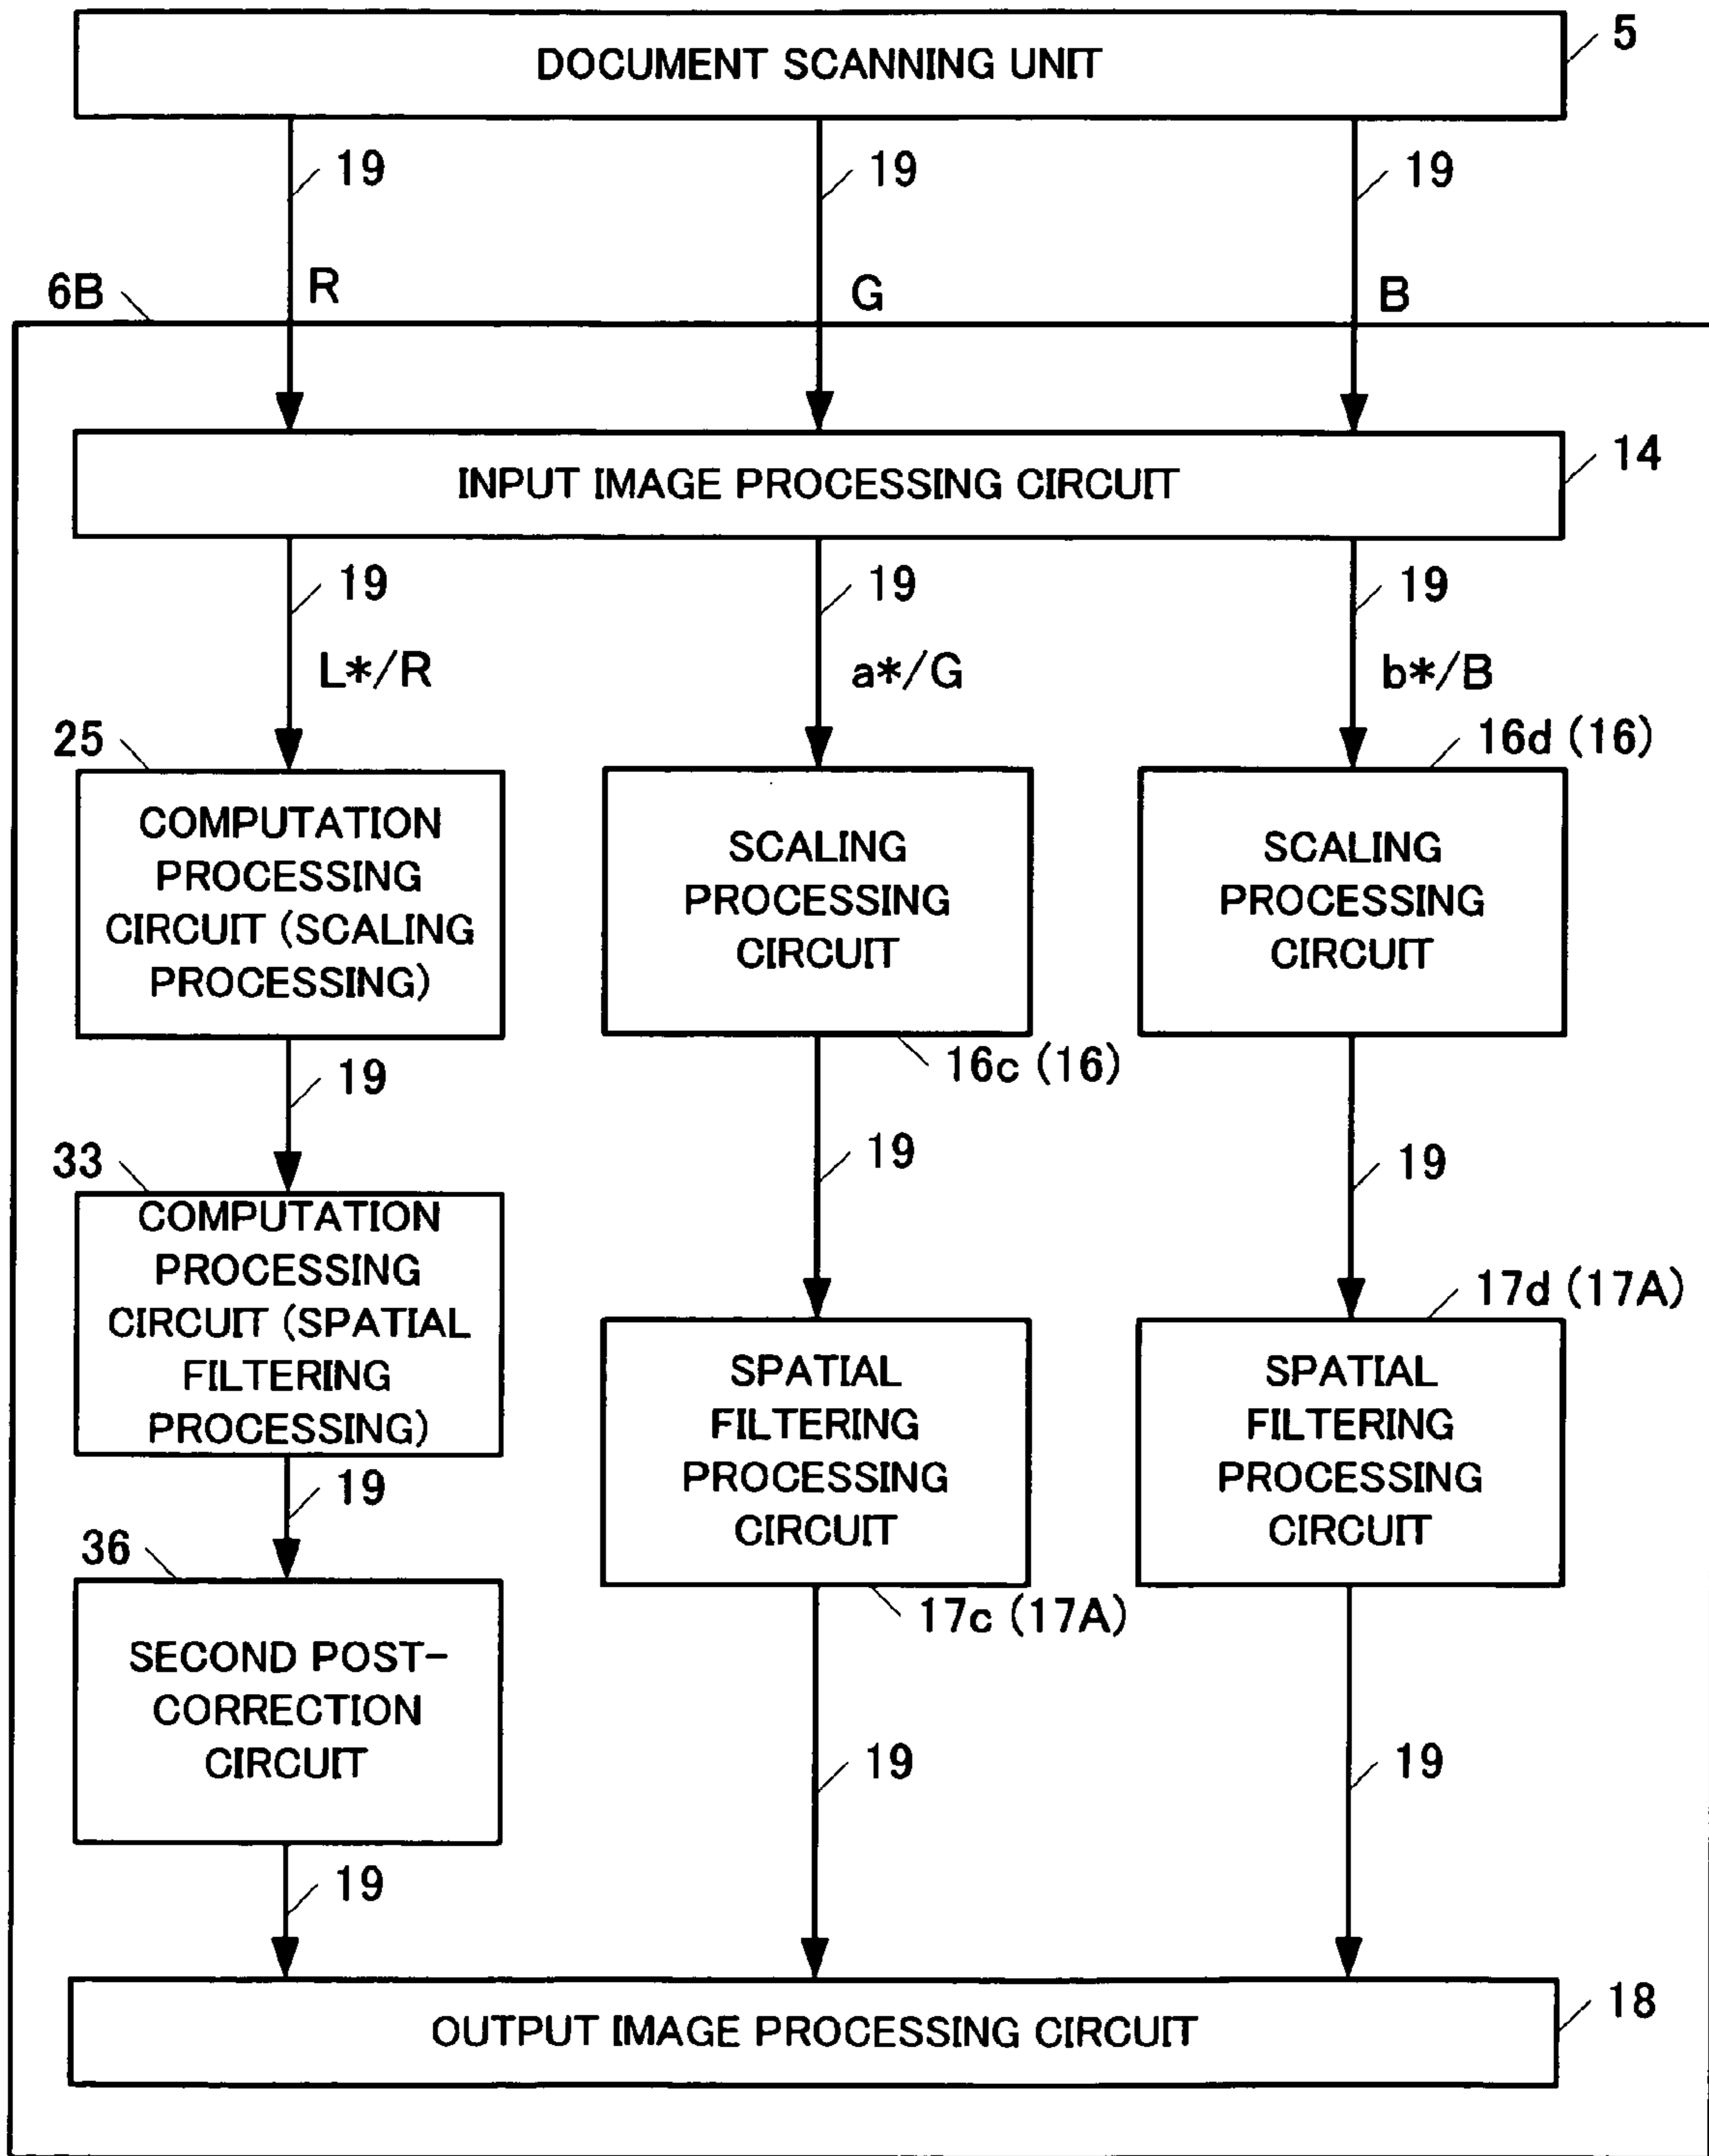 DOCUMENT SCANNING UNIT
5
19
19
19
6B
R
G
B
INPUT IMAGE PROCESSING CIRCUIT
14
19
19
19
L*/R
a*/G
b*/B
25
16d (16)
COMPUTATION
PROCESSING
CIRCUIT (SCALING
PROCESSING)
SCALING
PROCESSING
CIRCUIT
SCALING
PROCESSING
CIRCUIT
16c (16)
19
19
19
33
COMPUTATION
PROCESSING
CIRCUIT (SPATIAL
FILTERING
PROCESSING)
17d (17A)
SPATIAL
FILTERING
PROCESSING
CIRCUIT
SPATIAL
FILTERING
PROCESSING
CIRCUIT
19
36
17c (17A)
SECOND POST-
CORRECTION
CIRCUIT
19
19
19
OUTPUT IMAGE PROCESSING CIRCUIT
18